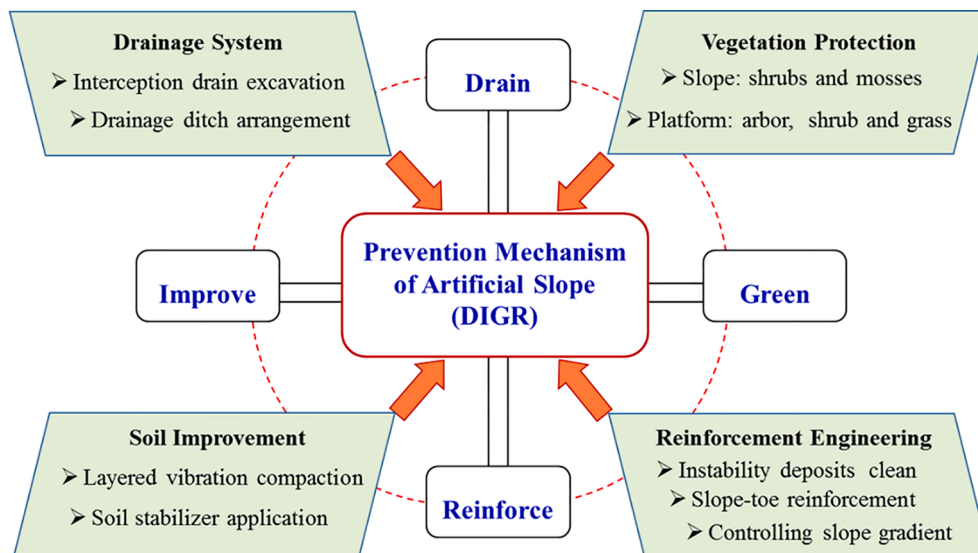 Drainage System
➢ Interception drain excavation
➢ Drainage ditch arrangement
Drain
Vegetation Protection
➢ Slope: shrubs and mosses
➢ Platform: arbor, shrub and grass
Improve
Prevention Mechanism
of Artificial Slope
(DIGR)
Green
Soil Improvement
➢ Layered vibration compaction
➢ Soil stabilizer application
Reinforce
Reinforcement Engineering
➢ Instability deposits clean
➢ Slope-toe reinforcement
➢ Controlling slope gradient